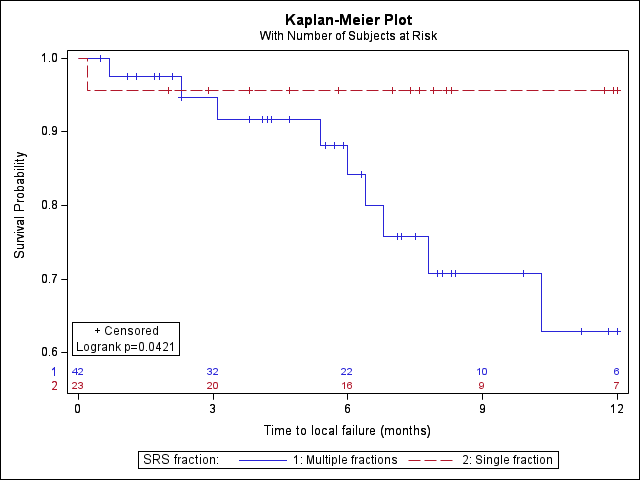 Kaplan-Meier Plot
With Number of Subjects at Risk
Survival Probability
1.0
0.9
0.8
0.7
0.6
+ Censored
Logrank p=0.0421
1 42 32 22 10 6
2 23 20 16 9 7
0 3 6 9 12
Time to local failure (months)
SRS fraction: 1: Multiple fractions 2: Single fraction